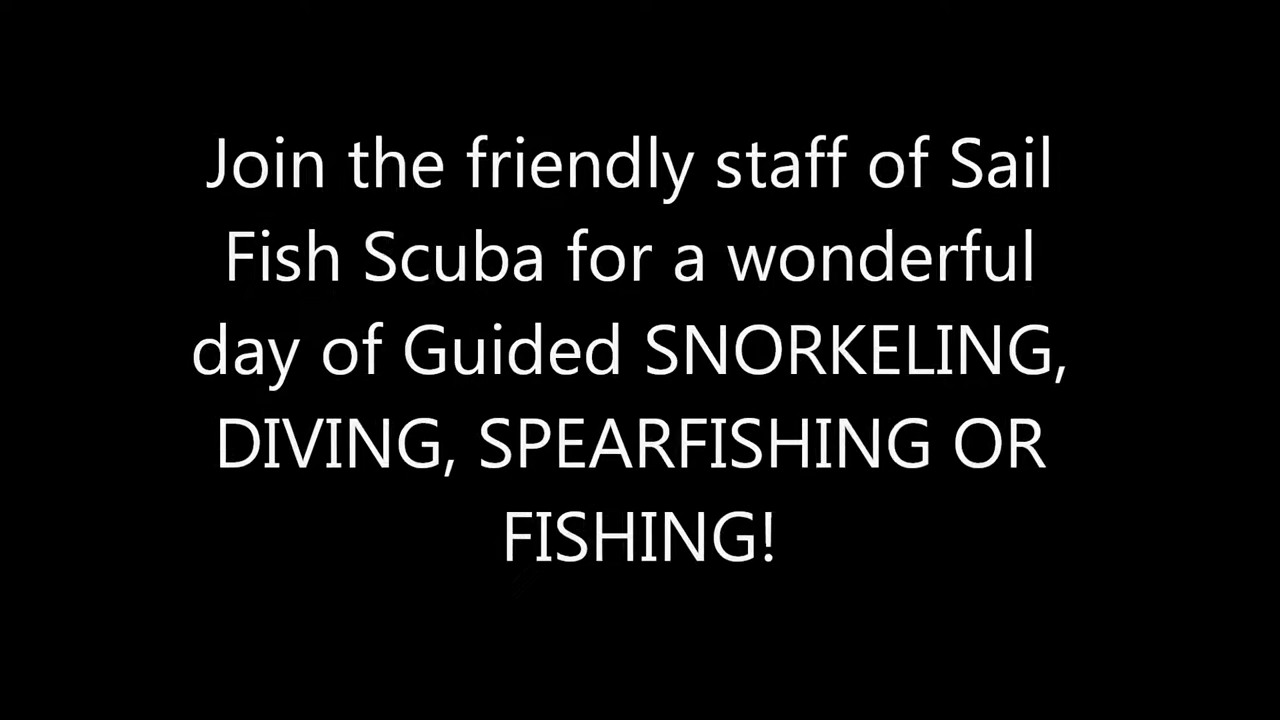 Join the friendly staff of Sail
Fish Scuba for a wonderful
day of Guided SNORKELING,
DIVING, SPEARFISHING OR
FISHING!